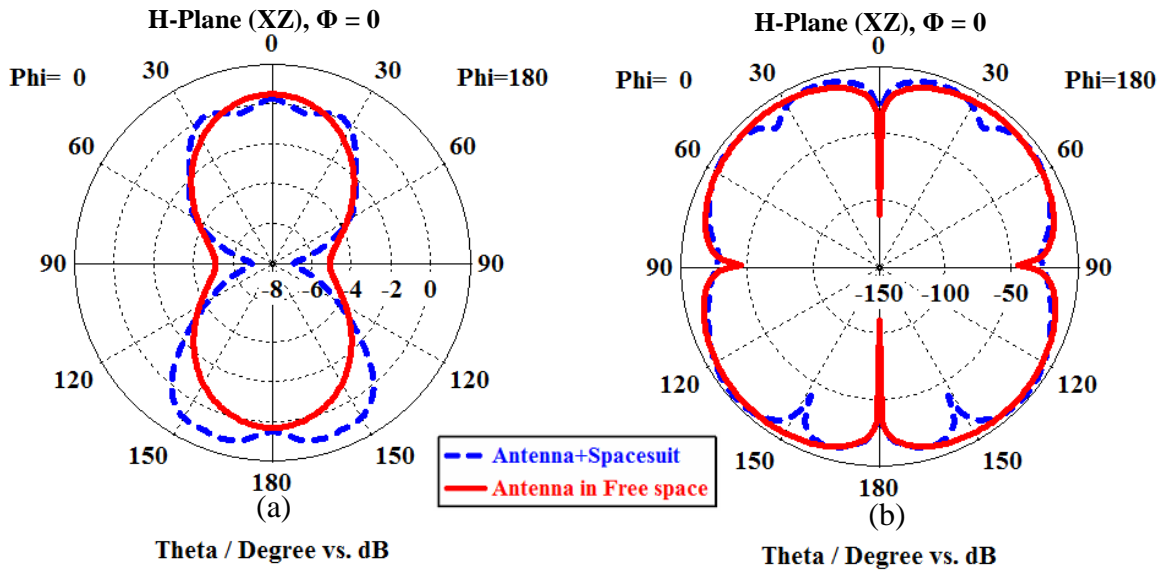 H-Plane (XZ), Φ = 0
0
Phi= 0
30
30
Phi=180
60
60
90
90
-8 -6 -4 -2 0
120
120
150
150
180
(a)
Theta / Degree vs. dB
H-Plane (XZ), Φ = 0
0
Phi= 0
30
30
Phi=180
60
60
90
90
-150 -100 -50
120
120
150
150
180
(b)
Theta / Degree vs. dB
Antenna+Spacesuit
Antenna in Free space